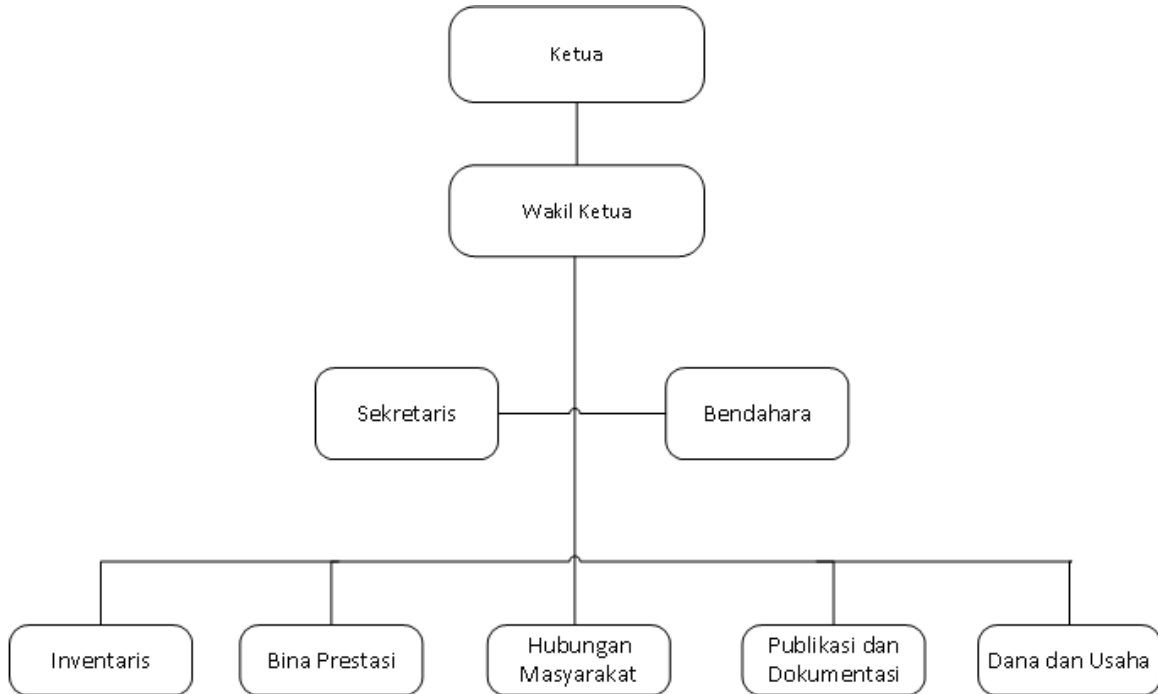 Ketua
Wakil Ketua
Sekretaris
Bendahara
Inventaris
Bina Prestasi
Hubungan
Masyarakat
Publikasi dan
Dokumentasi
Dana dan Usaha